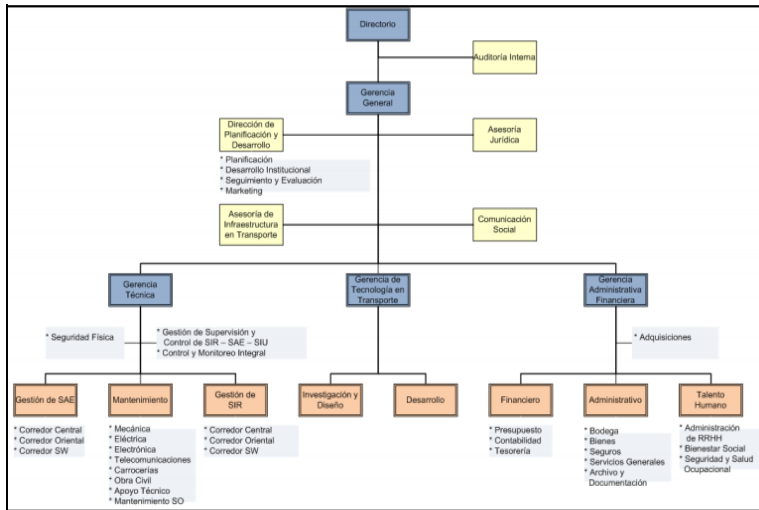 Directorio
Auditoría Interna
Gerencia
General
Dirección de
Planificación y
Desarrollo
Asesoría
Jurídica
* Planificación
* Desarrollo Institucional
* Seguimiento y Evaluación
* Marketing
Asesoría de
Infraestructura
en Transporte
Comunicación
Social
Gerencia
Técnica
Gerencia de
Tecnología en
Transporte
Gerencia
Administrativa
Financiera
* Seguridad Física
* Gestión de Supervisión y
Control de SIR – SAE – SIU
* Control y Monitoreo Integral
* Adquisiciones
Gestión de SAE
Mantenimiento
Gestión de
SIR
Investigación y
Diseño
Desarrollo
Financiero
Administrativo
Talento
Humano
* Corredor Central
* Corredor Oriental
* Corredor SW
* Mecánica
* Eléctrica
* Electrónica
* Telecomunicaciones
* Carrocerías
* Obra Civil
* Apoyo Técnico
* Mantenimiento SO
* Corredor Central
* Corredor Oriental
* Corredor SW
* Presupuesto
* Contabilidad
* Tesorería
* Bodega
* Bienes
* Seguros
* Servicios Generales
* Archivo y
Documentación
* Administración
de RRHH
* Bienestar Social
* Seguridad y Salud
Ocupacional